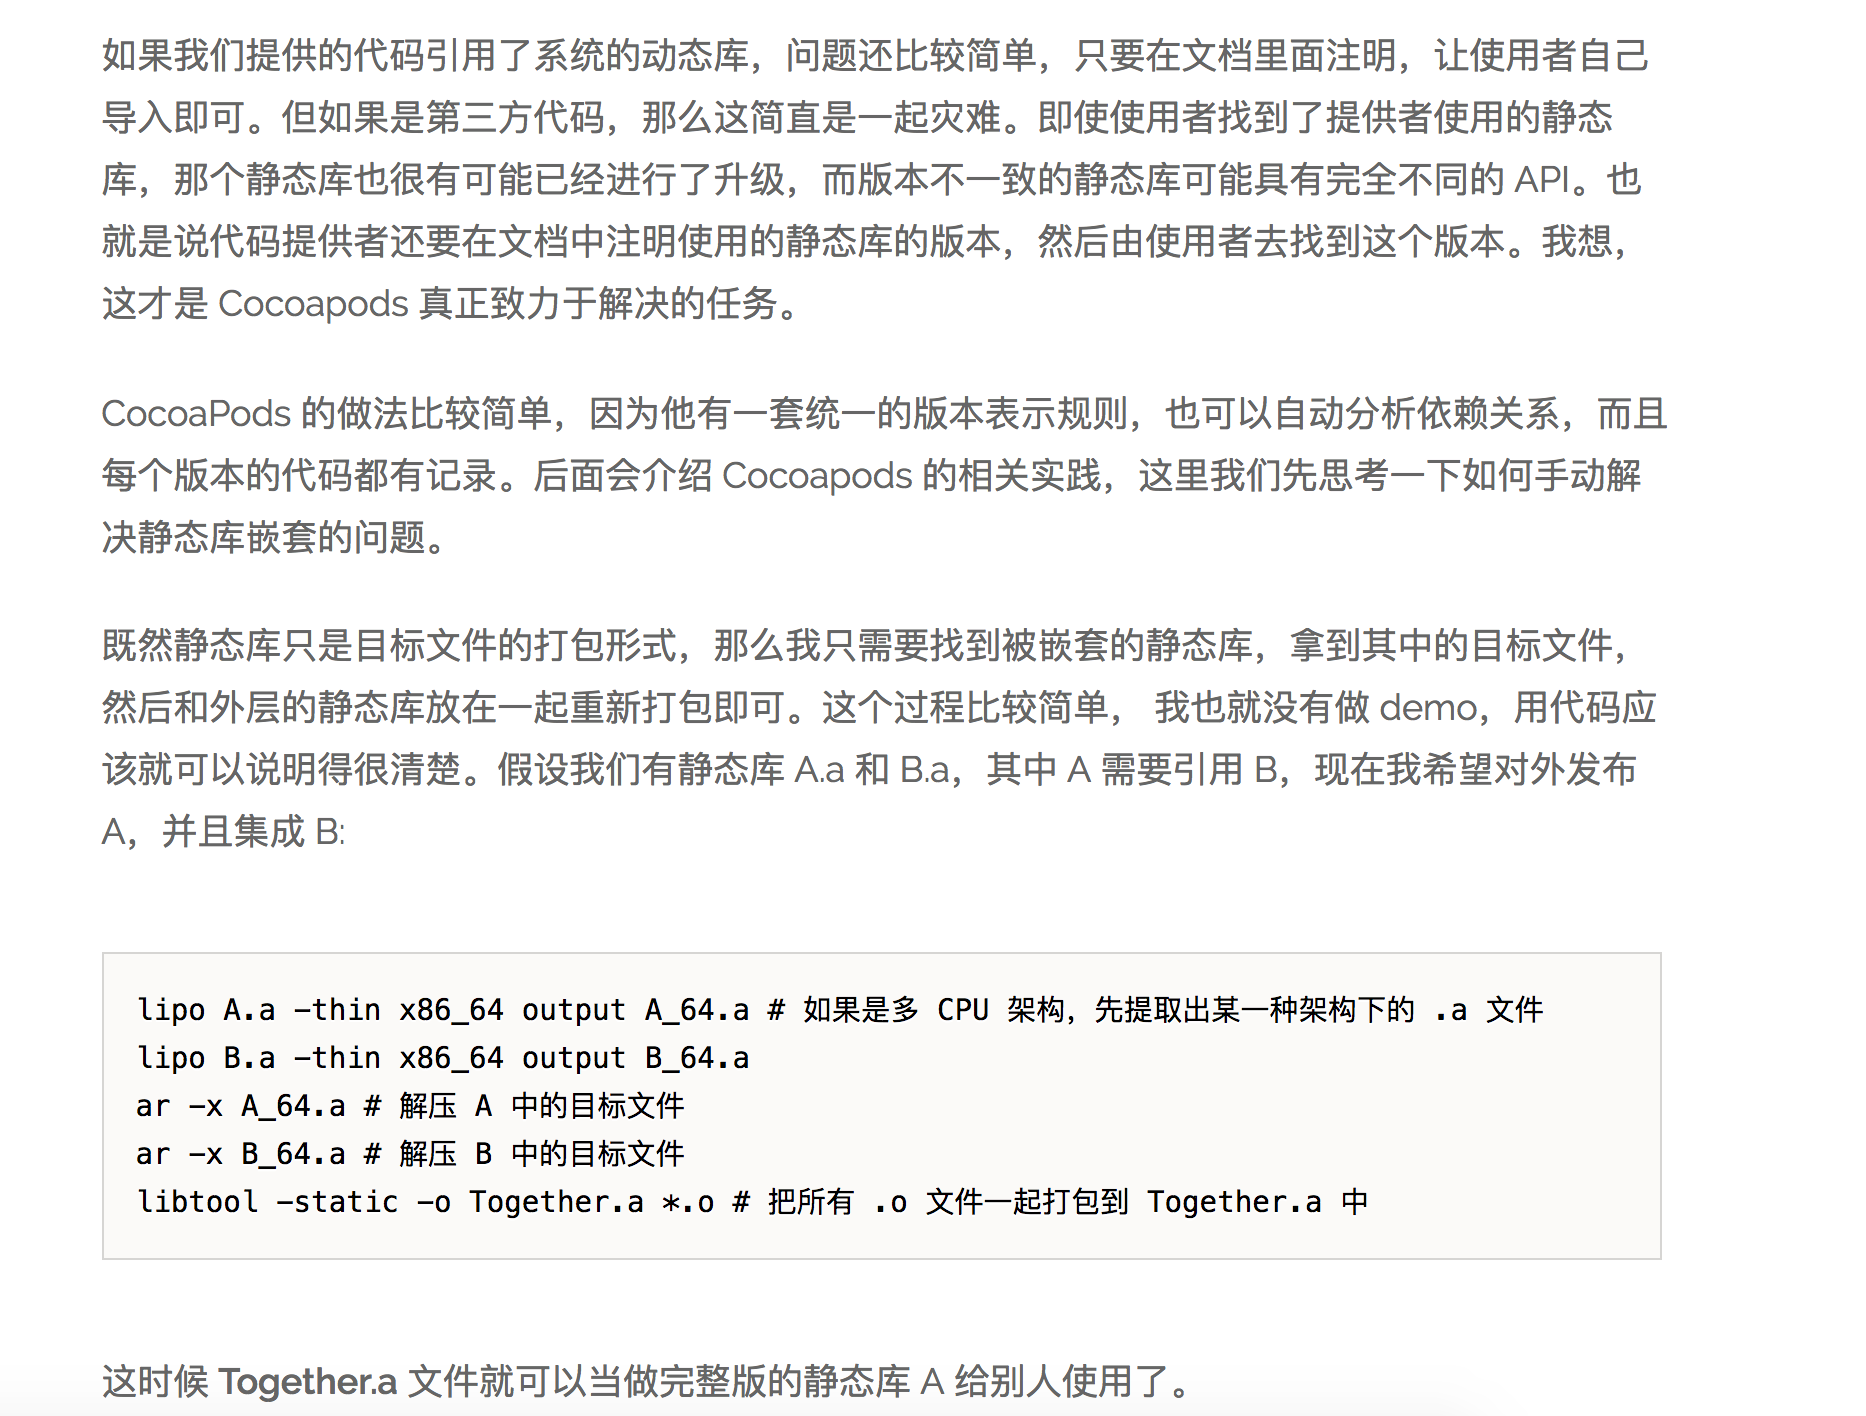 如果我们提供的代码引用了系统的动态库，问题还比较简单，只要在文档里面注明，让使用者自己
导入即可。但如果是第三方代码，那么这简直是一起灾难。即使使用者找到了提供者使用的静态
库，那个静态库也很有可能已经进行了升级，而版本不一致的静态库可能具有完全不同的 API。也
就是说代码提供者还要在文档中注明使用的静态库的版本，然后由使用者去找到这个版本。我想，
这才是 Cocoapods 真正致力于解决的任务。
CocoaPods 的做法比较简单，因为他有一套统一的版本表示规则，也可以自动分析依赖关系，而且
每个版本的代码都有记录。后面会介绍 Cocoapods 的相关实践，这里我们先思考一下如何手动解
决静态库嵌套的问题。
既然静态库只是目标文件的打包形式，那么我只需要找到被嵌套的静态库，拿到其中的目标文件，
然后和外层的静态库放在一起重新打包即可。这个过程比较简单， 我也就没有做 demo，用代码应
该就可以说明得很清楚。假设我们有静态库 A.a 和 B.a，其中 A 需要引用 B，现在我希望对外发布
A，并且集成 B:
lipo A.a -thin x86_64 output A_64.a # 如果是多 CPU 架构，先提取出某一种架构下的 .a 文件
lipo B.a -thin x86_64 output B_64.a
ar -x A_64.a # 解压 A 中的目标文件
ar -x B_64.a # 解压 B 中的目标文件
libtool -static -o Together.a *.o # 把所有 .o 文件一起打包到 Together.a 中
这时候 Together.a 文件就可以当做完整版的静态库 A 给别人使用了。